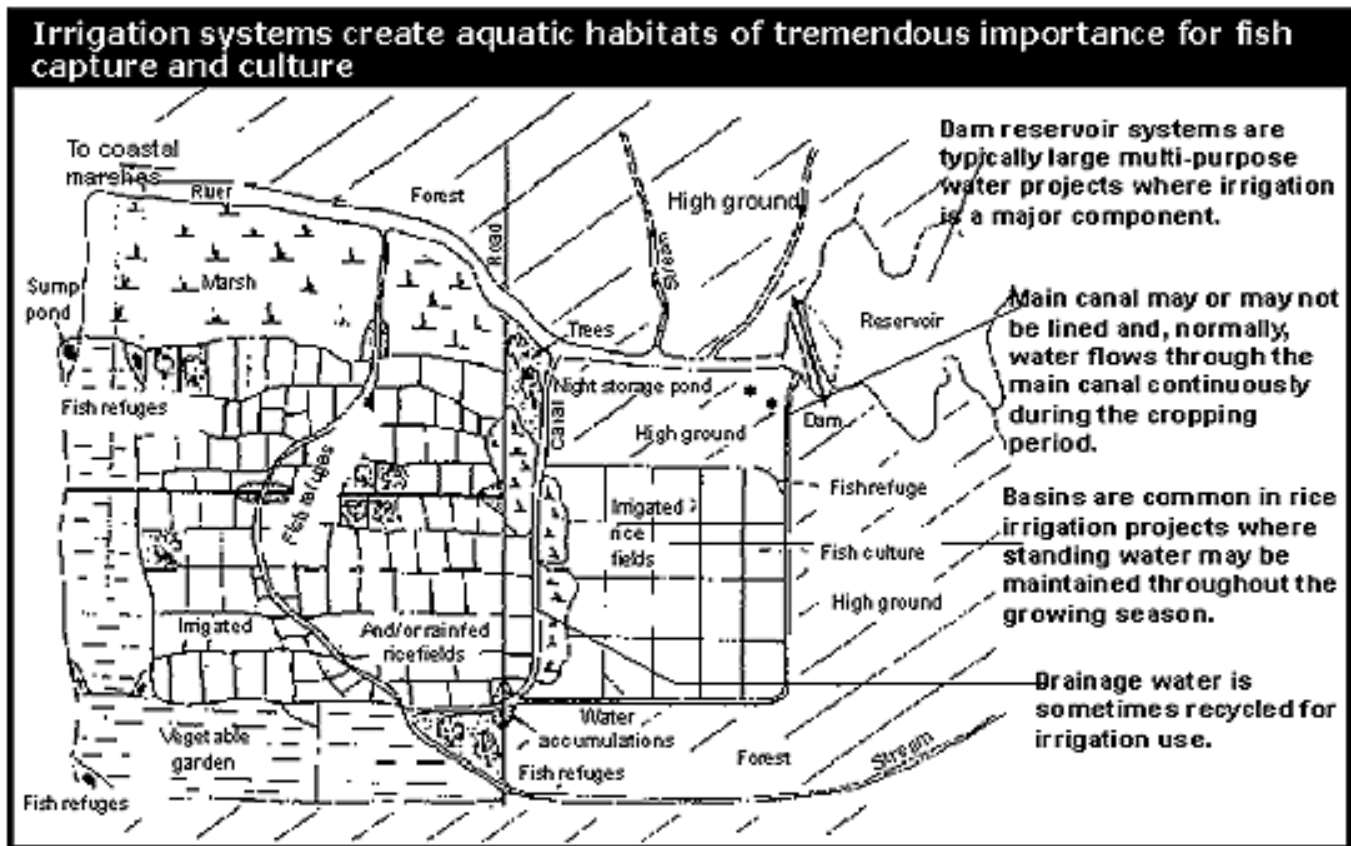 Irrigation systems create aquatic habitats of tremendous importance for fish
capture and culture
To coastal
marshes
River
Forest
Road
Stream
High ground
Dam reservoir systems are
typically large multi-purpose
water projects where irrigation
is a major component.
Sump
pond
Marsh
Trees
Reservoir
Main canal may or may not
be lined and, normally,
water flows through the
main canal continuously
during the cropping
period.
Fish refuges
Night storage pond
Canal
High ground
Dam
Fish refuges
Irrigated
rice
fields
Fish refuge
Fish culture
High ground
Basins are common in rice
irrigation projects where
standing water may be
maintained throughout the
growing season.
Irrigated
And/or rainfed
ricefields
Drainage water is
sometimes recycled for
irrigation use.
Vegetable
garden
Water
accumulations
Fish refuges
Forest
Stream
Fish refuges